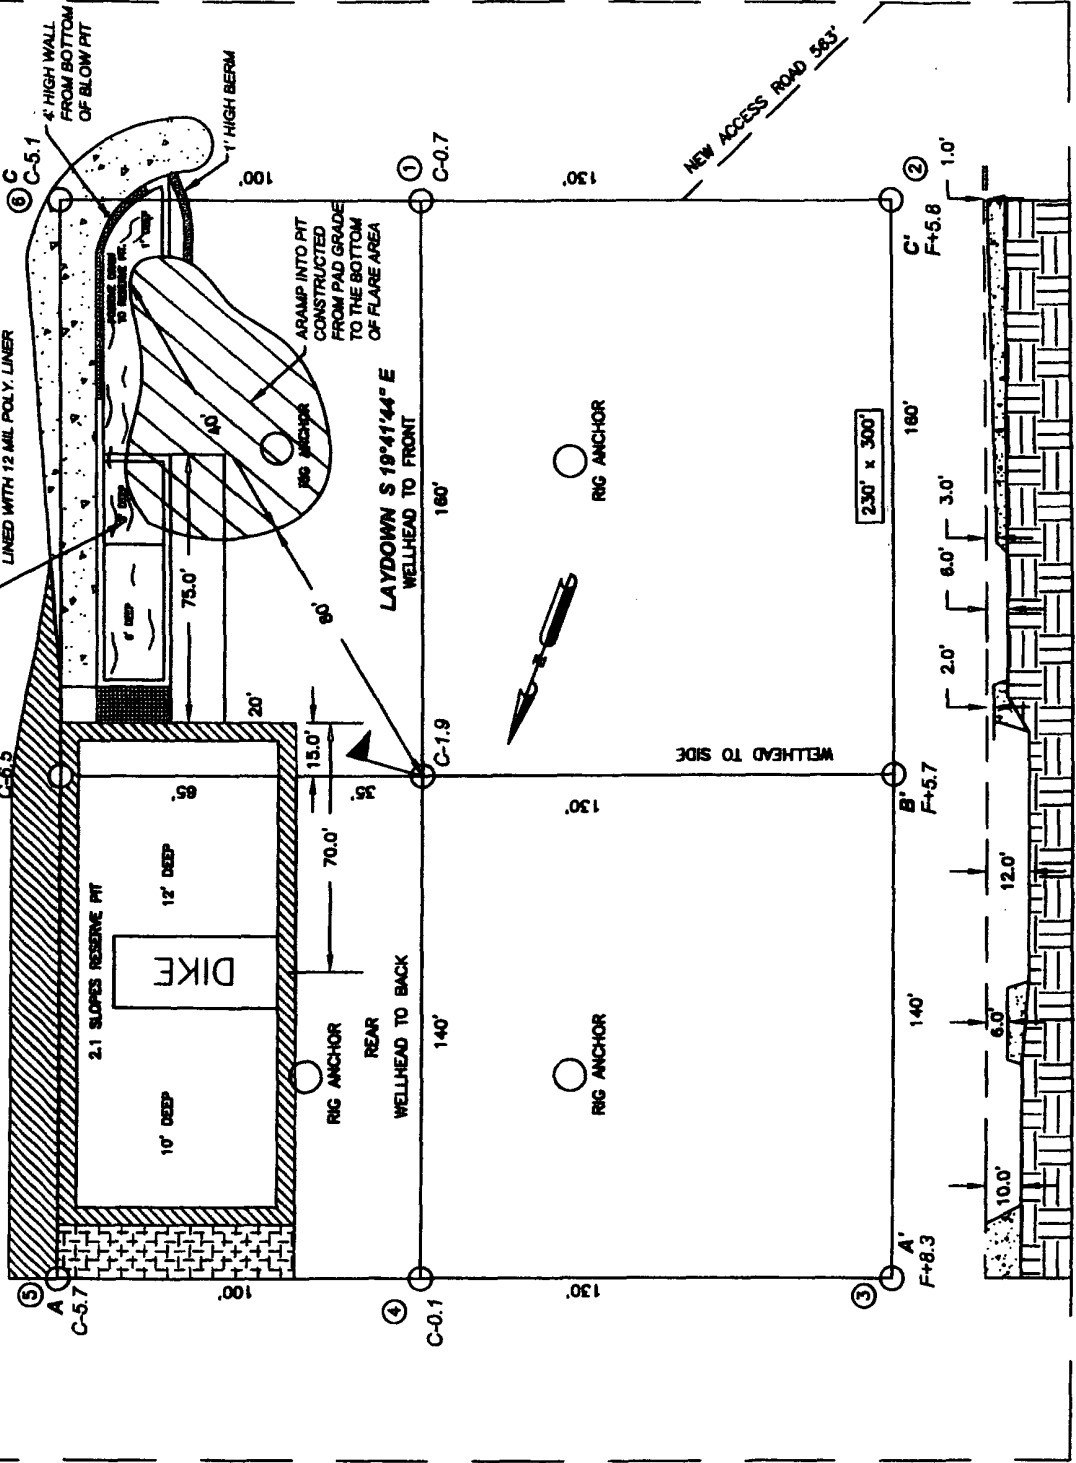 LINED WITH 12 MIL POLY. LINER
4' HIGH WALL
FROM BOTTOM
OF BLOW PIT
⑥ C
C-5.1
1' HIGH BERM
100'
① C-0.7
NEW ACCESS ROAD 563'
130'
②
C'
F+5.8
1.0'
1' DEEP
TO RESERVE PIT.
A RAMP INTO PIT
CONSTRUCTED
FROM PAD GRADE
TO THE BOTTOM
OF FLARE AREA
40'
RIG ANCHOR
75.0'
6' DEEP
80'
LAYDOWN S 19°41'44" E
WELLHEAD TO FRONT
160'
RIG ANCHOR
230' x 300'
160'
3.0'
6.0'
2.0'
N
20'
15.0'
C-1.9
65'
35'
70.0'
WELLHEAD TO SIDE
130'
B'
F+5.7
12.0'
2:1 SLOPES RESERVE PIT
12' DEEP
DIKE
10' DEEP
RIG ANCHOR
REAR
WELLHEAD TO BACK
140'
RIG ANCHOR
140'
6.0'
10.0'
⑤
A
C-5.7
100'
④
C-0.1
130'
③
A'
F+8.3